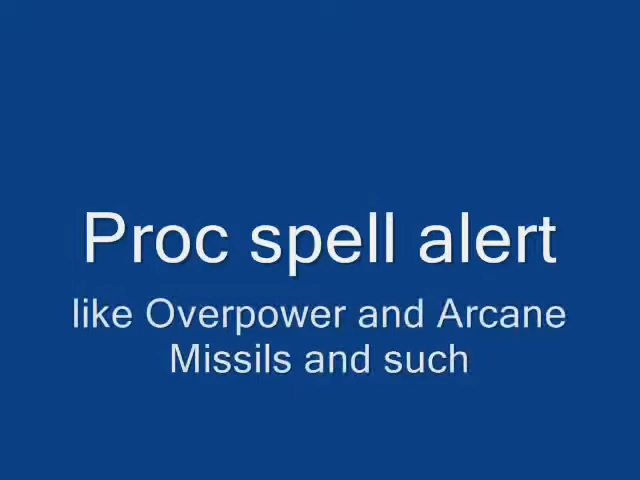 Proc spell alert
like Overpower and Arcane
Missils and such